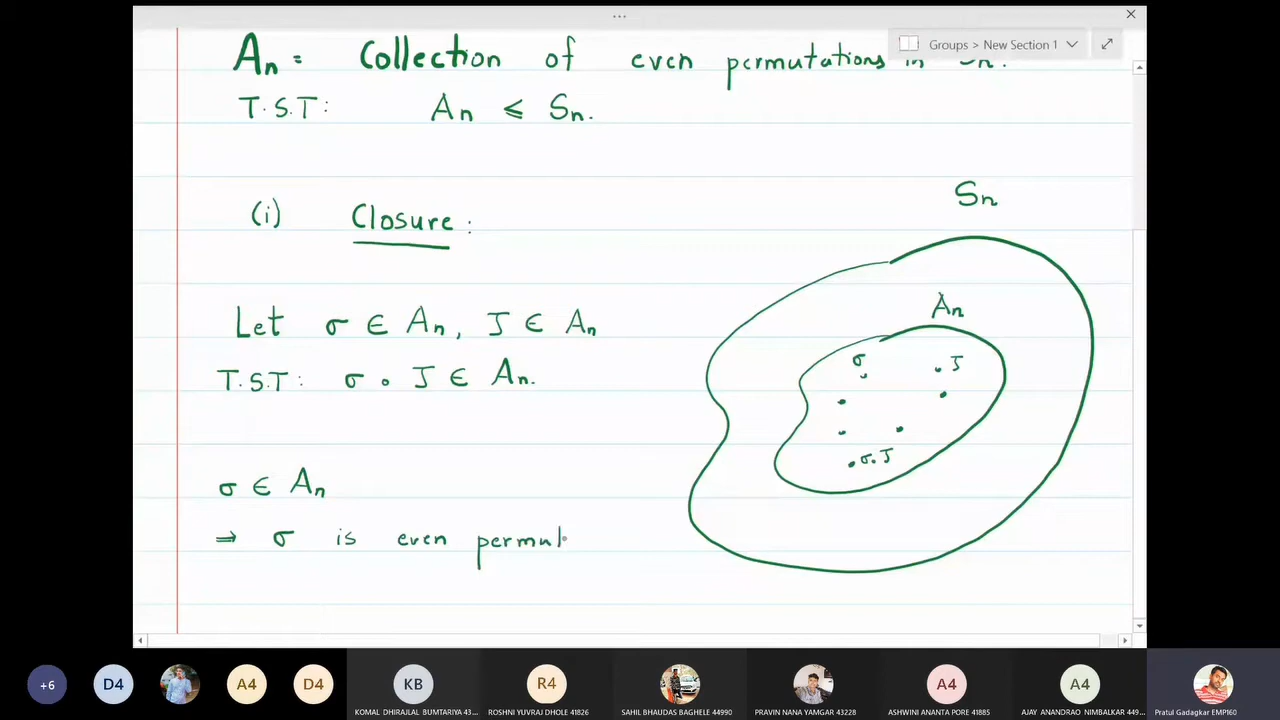 Groups > New Section 1
An = Collection of even permutations in Sn.
T.S.T: An ≤ Sn.
Sn
(i) Closure:
An
Let σ ∈ An, J ∈ An
σ J
T.S.T: σ ∘ J ∈ An.
σ∘J
σ ∈ An
⇒ σ is even permut
+6 D4 A4 D4 KB R4 A4 A4
KOMAL DHIRAJLAL BUMTARIYA 43... ROSHNI YUVRAJ DHOLE 41826 SAHIL BHAUDAS BAGHELE 44990 PRAVIN NANA YAMGAR 43228 ASHWINI ANANTA PORE 41885 AJAY ANANDRAO NIMBALKAR 449... Pratul Gadagkar EMP160